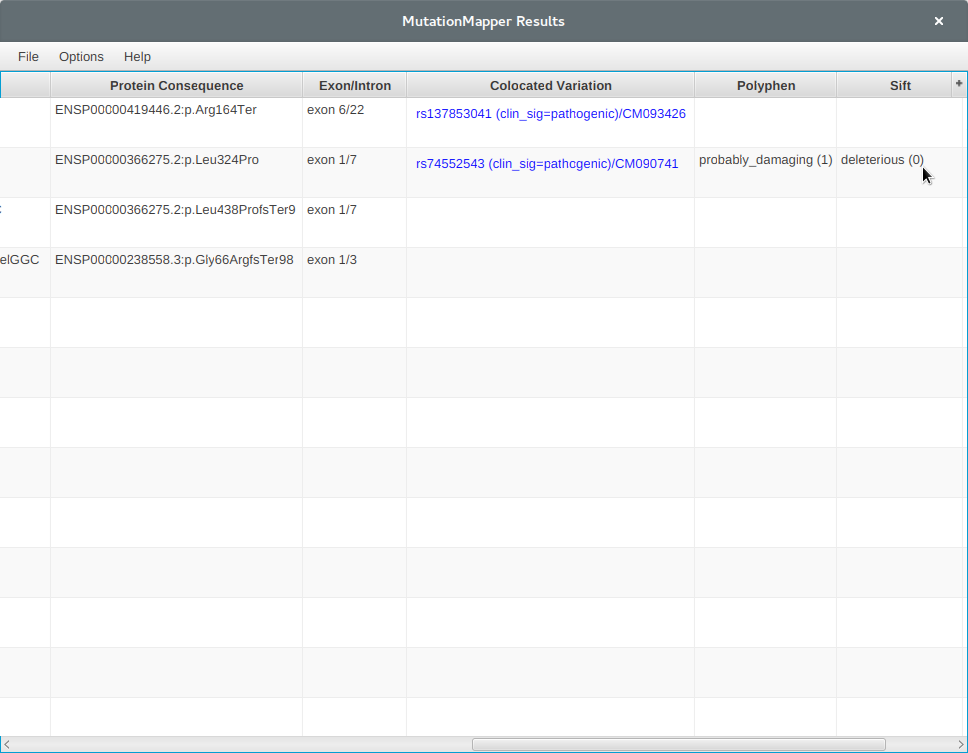 MutationMapper Results
File Options Help
Protein Consequence Exon/Intron Colocated Variation Polyphen Sift +
ENSP00000419446.2:p.Arg164Ter exon 6/22 rs137853041 (clin_sig=pathogenic)/CM093426
ENSP00000366275.2:p.Leu324Pro exon 1/7 rs74552543 (clin_sig=pathogenic)/CM090741 probably_damaging (1) deleterious (0)
ENSP00000366275.2:p.Leu438ProfsTer9 exon 1/7
elGGC ENSP00000238558.3:p.Gly66ArgfsTer98 exon 1/3